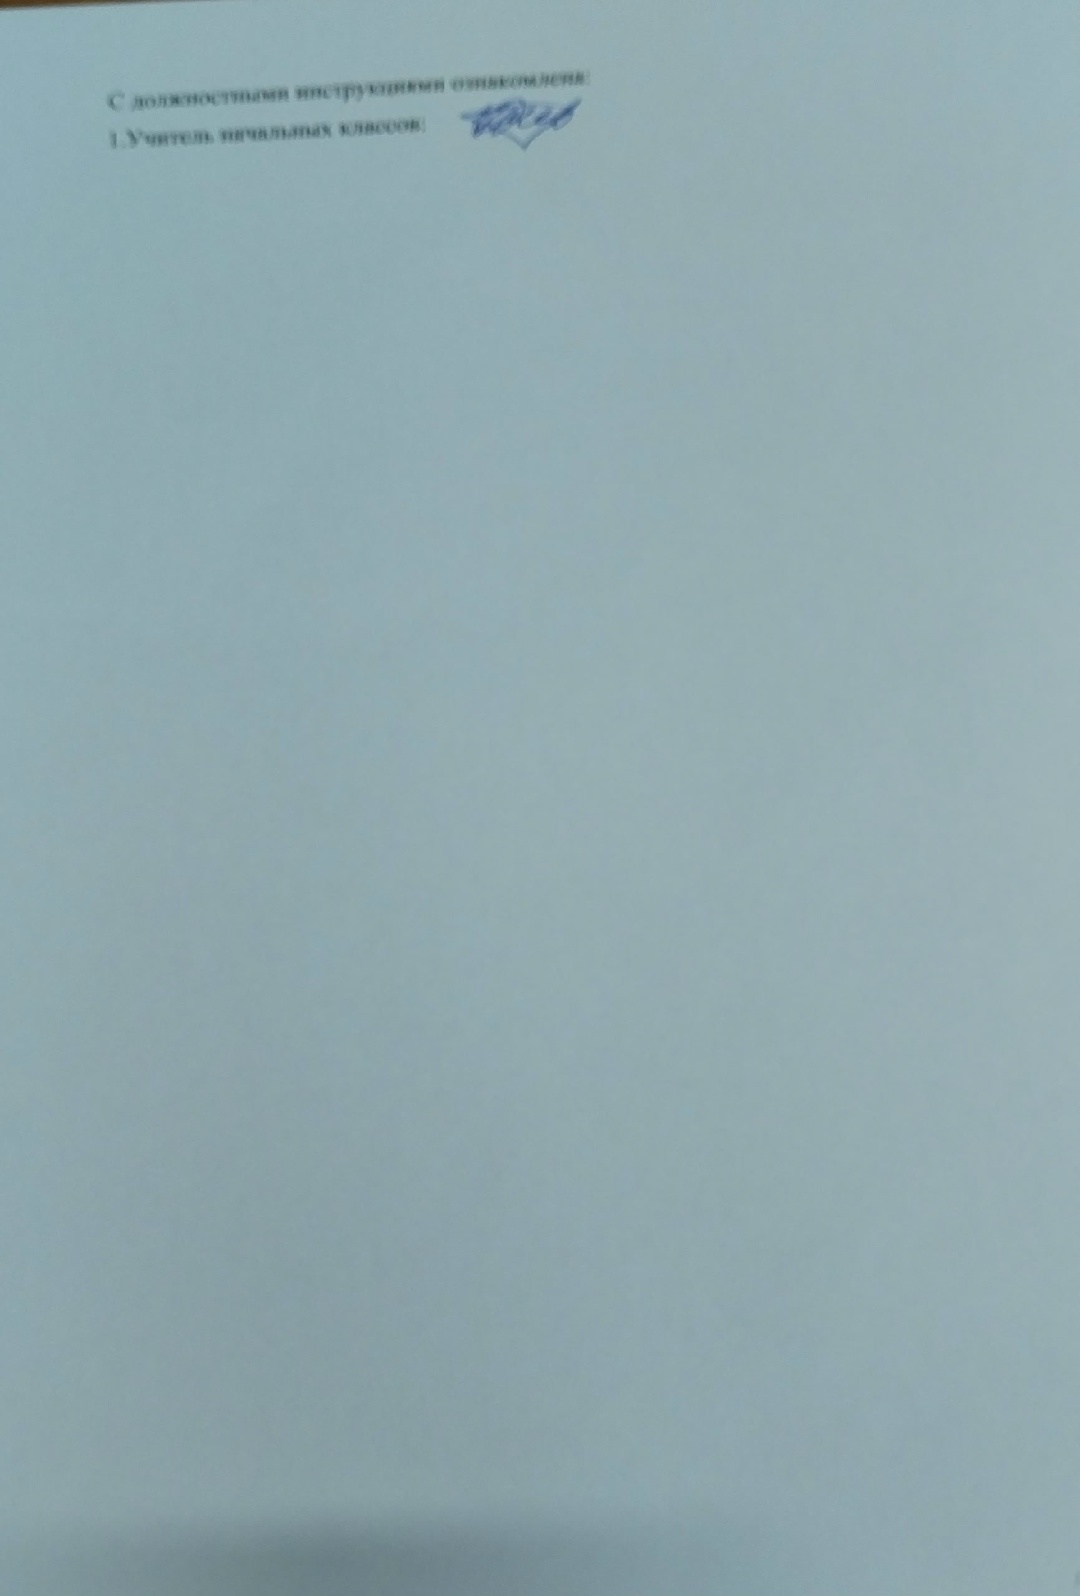 С должностными инструкциями ознакомлена:
1.Учитель начальных классов: